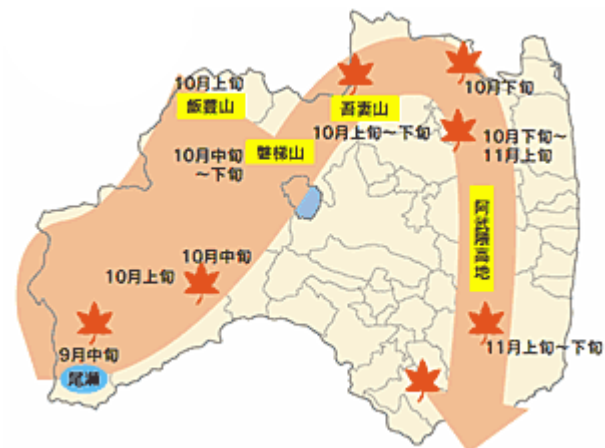 10月上旬
飯豊山
吾妻山
10月上旬～下旬
10月下旬
10月下旬～
11月上旬
10月中旬
～下旬
磐梯山
阿武隈高地
10月中旬
10月上旬
9月中旬
尾瀬
11月上旬～下旬